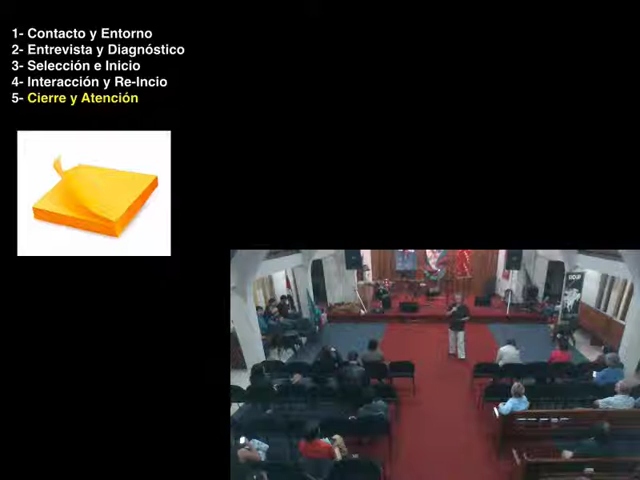 1- Contacto y Entorno
2- Entrevista y Diagnóstico
3- Selección e Inicio
4- Interacción y Re-Incio
5- Cierre y Atención